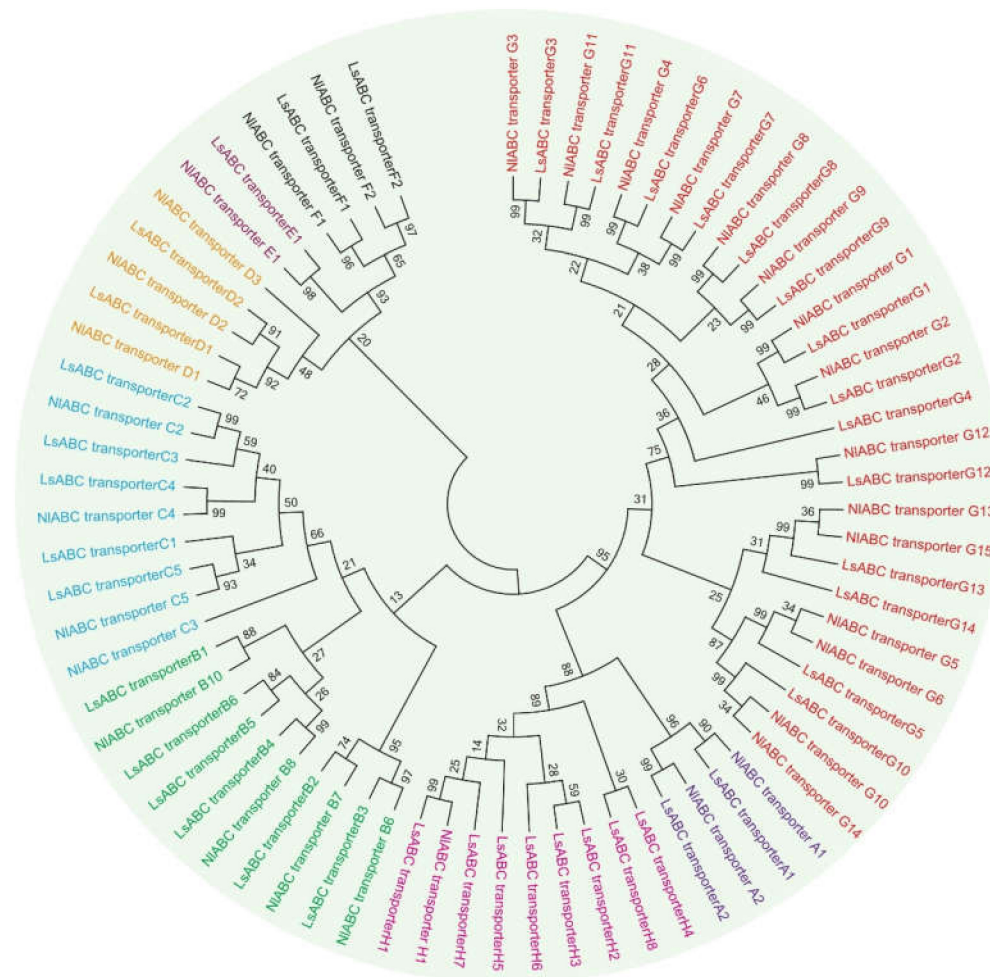 NlABC transporter G3
LsABC transporterG3
NlABC transporter G11
LsABC transporterG11
NlABC transporter G4
LsABC transporterG6
NlABC transporter G7
LsABC transporterG7
NlABC transporter G8
LsABC transporterG8
NlABC transporter G9
LsABC transporterG9
NlABC transporter G1
LsABC transporterG1
NlABC transporter G2
LsABC transporterG2
LsABC transporterG4
NlABC transporter G12
LsABC transporterG12
NlABC transporter G13
NlABC transporter G15
LsABC transporterG13
LsABC transporterG14
NlABC transporter G5
NlABC transporter G6
LsABC transporterG5
LsABC transporterG10
NlABC transporter G10
NlABC transporter G14
NlABC transporter A1
LsABC transporterA1
NlABC transporter A2
LsABC transporterA2
LsABC transporterH4
LsABC transporterH8
LsABC transporterH2
LsABC transporterH3
LsABC transporterH6
LsABC transporterH5
LsABC transporterH7
NlABC transporter H1
LsABC transporterH1
NlABC transporter B6
LsABC transporterB3
NlABC transporter B7
LsABC transporterB2
NlABC transporter B8
LsABC transporterB4
LsABC transporterB5
LsABC transporterB6
NlABC transporter B10
LsABC transporterB1
NlABC transporter C3
NlABC transporter C5
LsABC transporterC5
LsABC transporterC1
NlABC transporter C4
LsABC transporterC4
LsABC transporterC3
NlABC transporter C2
LsABC transporterC2
NlABC transporter D1
LsABC transporterD1
NlABC transporter D2
LsABC transporterD2
NlABC transporter D3
NlABC transporter E1
LsABC transporterE1
NlABC transporter F1
LsABC transporterF1
NlABC transporter F2
LsABC transporterF2
99
32
99
22
99
38
99
21
99
23
99
28
99
46
99
36
75
99
31
36
99
31
25
99
34
87
99
34
95
88
96
90
99
89
30
32
28
59
14
25
99
13
95
97
74
21
27
88
26
84
99
66
50
40
59
99
99
34
93
20
48
92
91
72
93
98
65
96
97